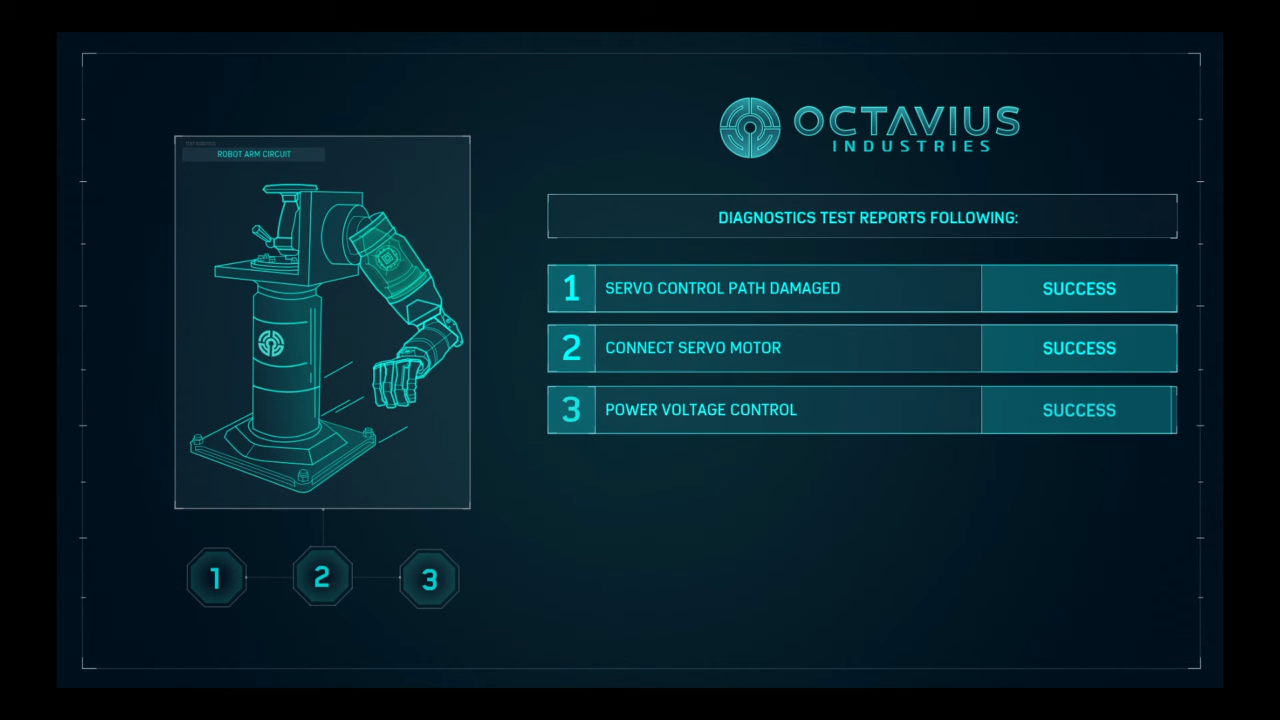 OCTAVIUS
INDUSTRIES
ROBOT ARM CIRCUIT
DIAGNOSTICS TEST REPORTS FOLLOWING:
1 SERVO CONTROL PATH DAMAGED SUCCESS
2 CONNECT SERVO MOTOR SUCCESS
3 POWER VOLTAGE CONTROL SUCCESS
1 2 3